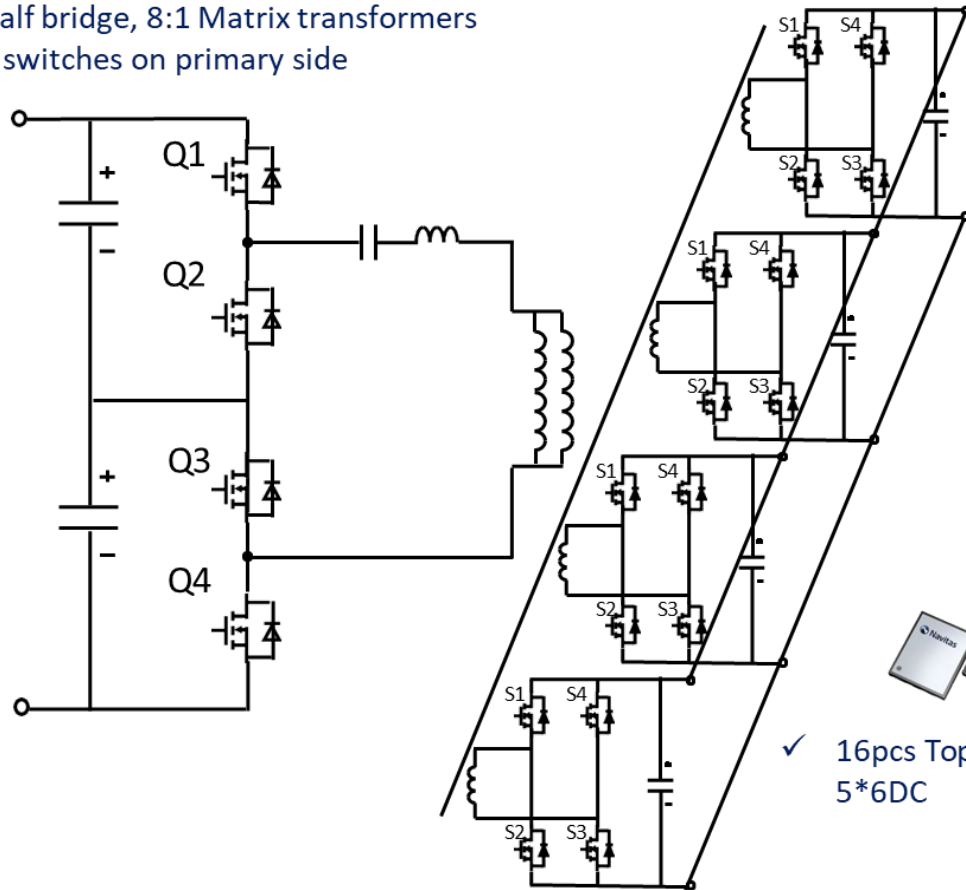 alf bridge, 8:1 Matrix transformers
switches on primary side
Q1
+
−
Q2
Q3
+
−
Q4
S1 S4
S2 S3
S1 S4
S2 S3
S1 S4
S2 S3
S1 S4
S2 S3
Navitas
✓ 16pcs Top
5*6DC